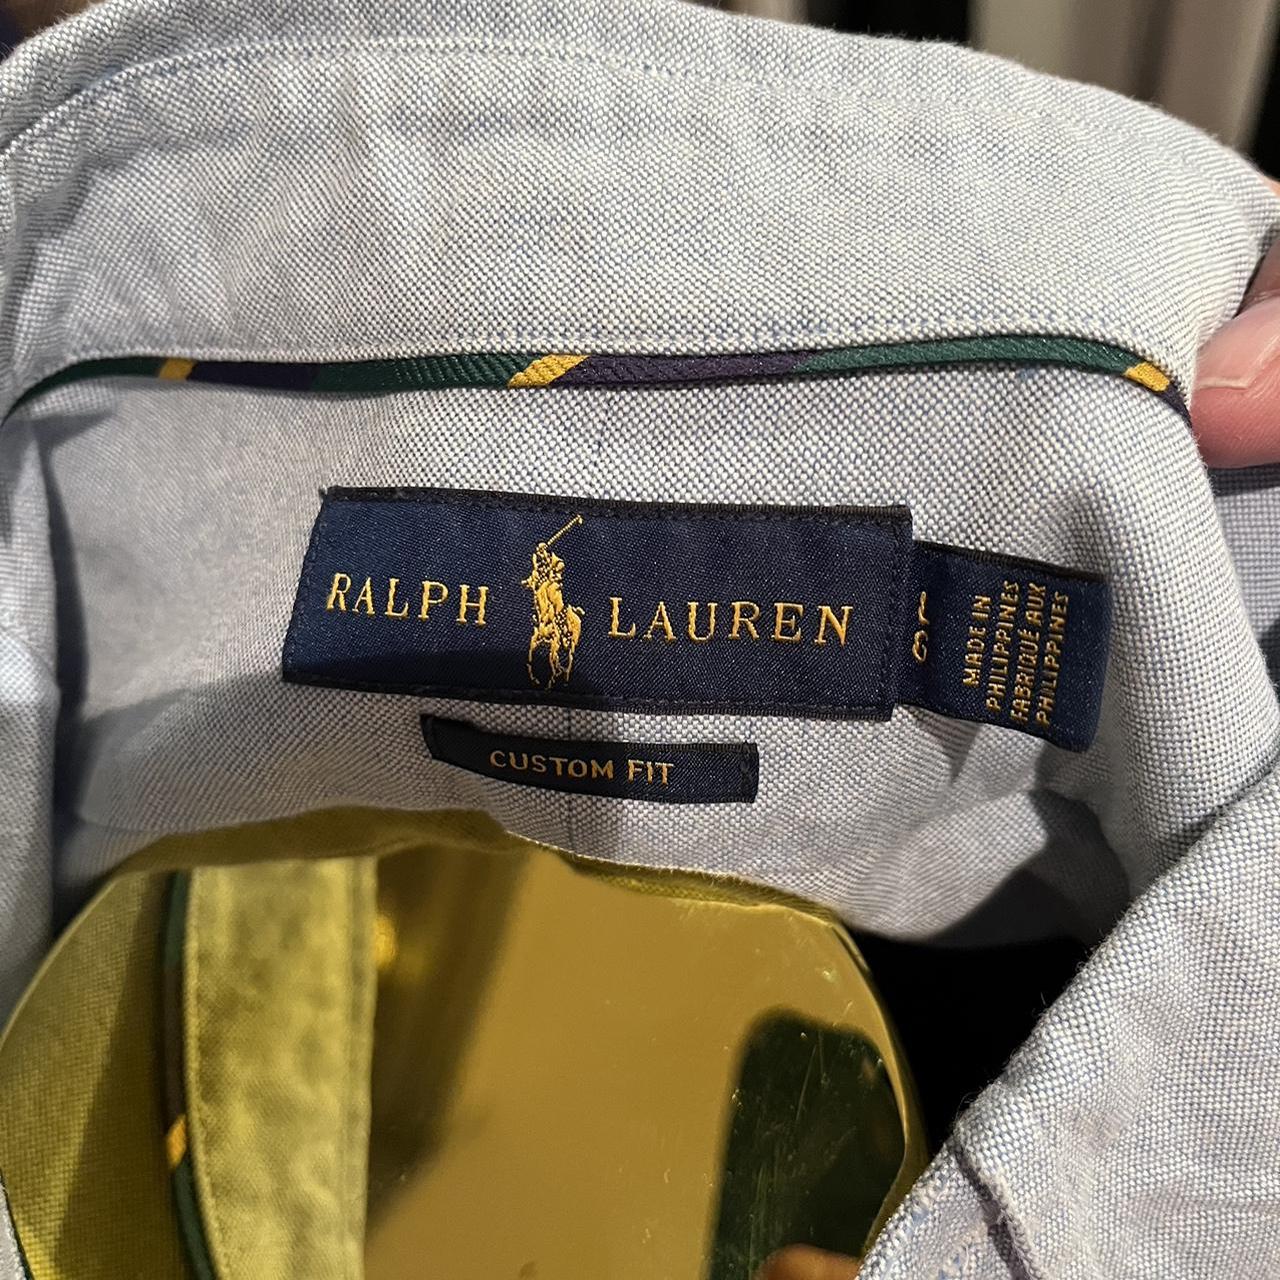 RALPH LAUREN
CUSTOM FIT
MADE IN
PHILIPPINES
FABRIQUÉ AUX
PHILIPPINES